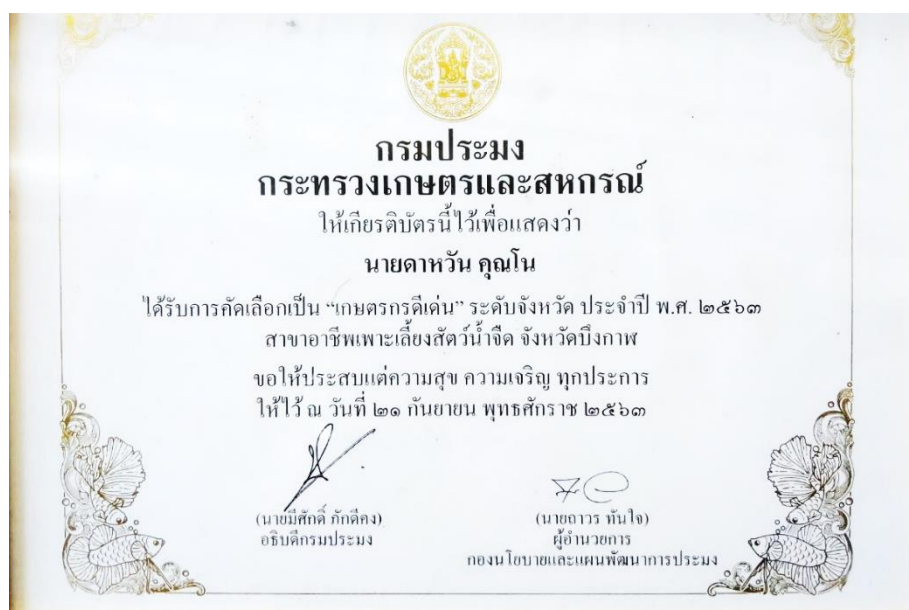 กรมประมง
กระทรวงเกษตรและสหกรณ์
ให้เกียรติบัตรนี้ไว้เพื่อแสดงว่า
นายดาหวัน คุณโน
ได้รับการคัดเลือกเป็น “เกษตรกรดีเด่น” ระดับจังหวัด ประจำปี พ.ศ. ๒๕๖๓
สาขาอาชีพเพาะเลี้ยงสัตว์น้ำจืด จังหวัดบึงกาฬ
ขอให้ประสบแต่ความสุข ความเจริญ ทุกประการ
ให้ไว้ ณ วันที่ ๒๑ กันยายน พุทธศักราช ๒๕๖๓
(นายมีศักดิ์ ภักดีคง)
อธิบดีกรมประมง
(นายถาวร ทันใจ)
ผู้อำนวยการ
กองนโยบายและแผนพัฒนาการประมง